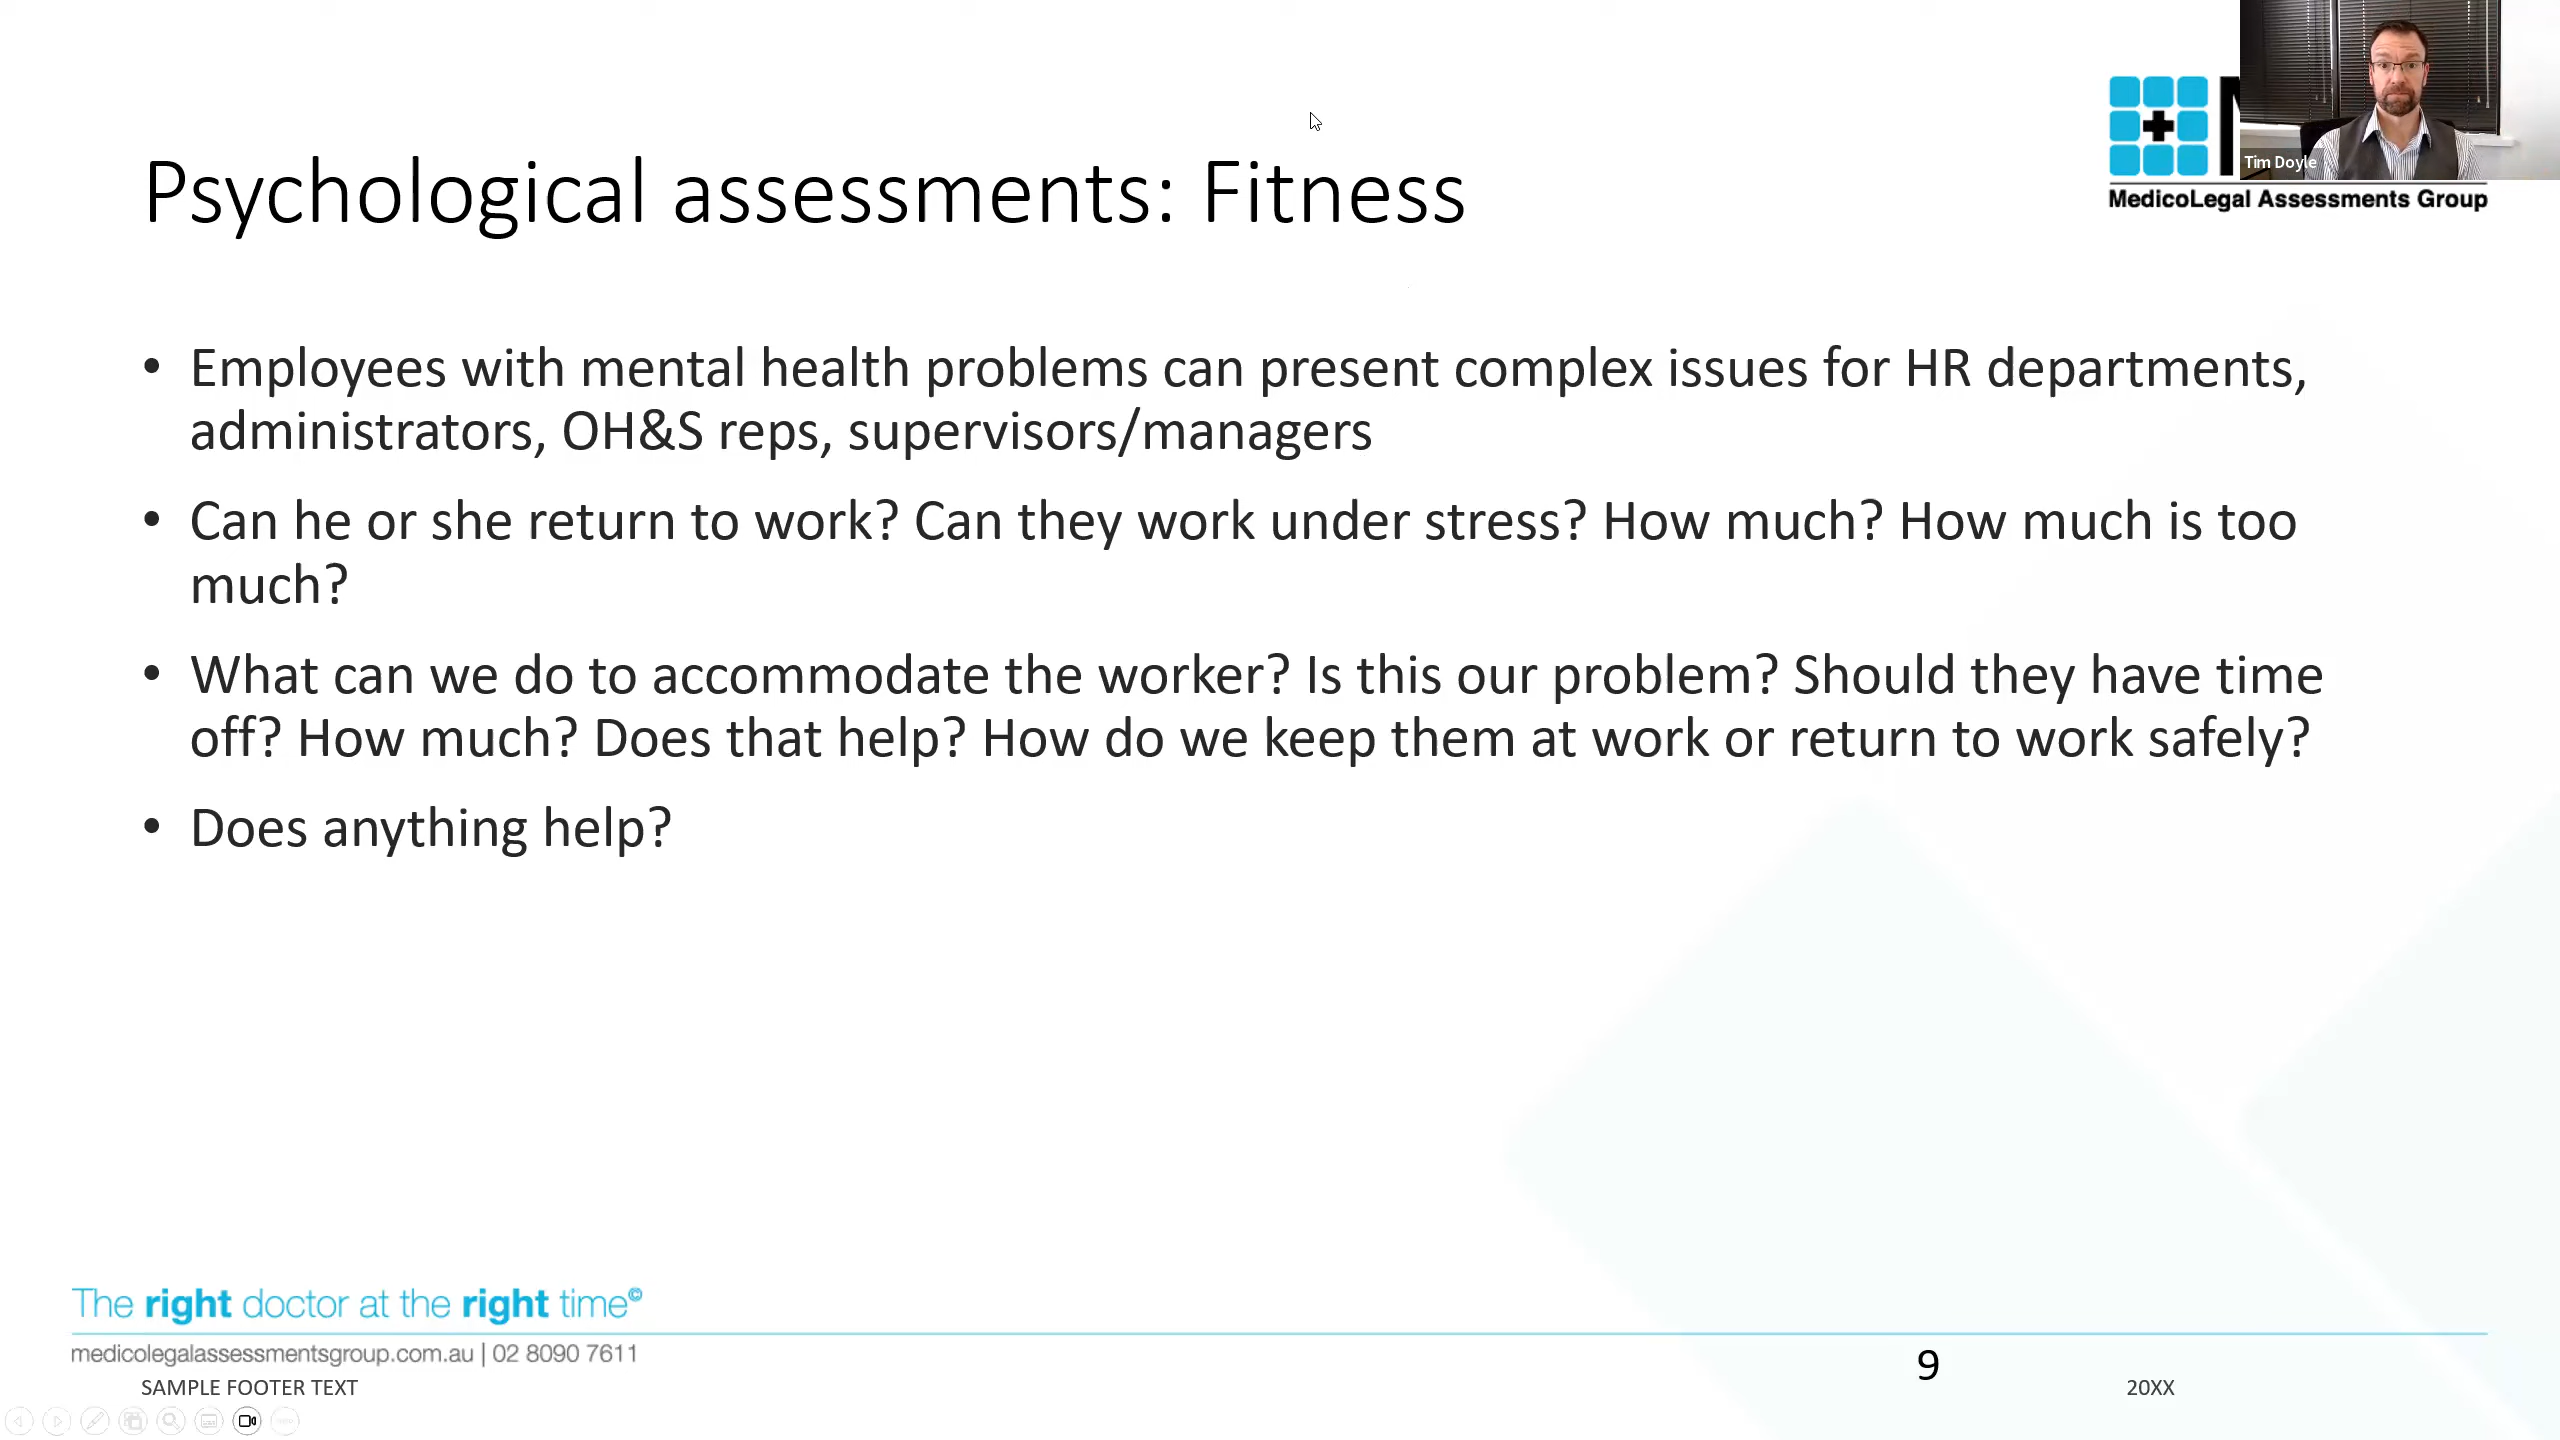 Tim Doyle
MedicoLegal Assessments Group
Psychological assessments: Fitness
• Employees with mental health problems can present complex issues for HR departments,
administrators, OH&S reps, supervisors/managers
• Can he or she return to work? Can they work under stress? How much? How much is too
much?
• What can we do to accommodate the worker? Is this our problem? Should they have time
off? How much? Does that help? How do we keep them at work or return to work safely?
• Does anything help?
The right doctor at the right time©
medicolegalassessmentsgroup.com.au | 02 8090 7611
9
SAMPLE FOOTER TEXT
20XX